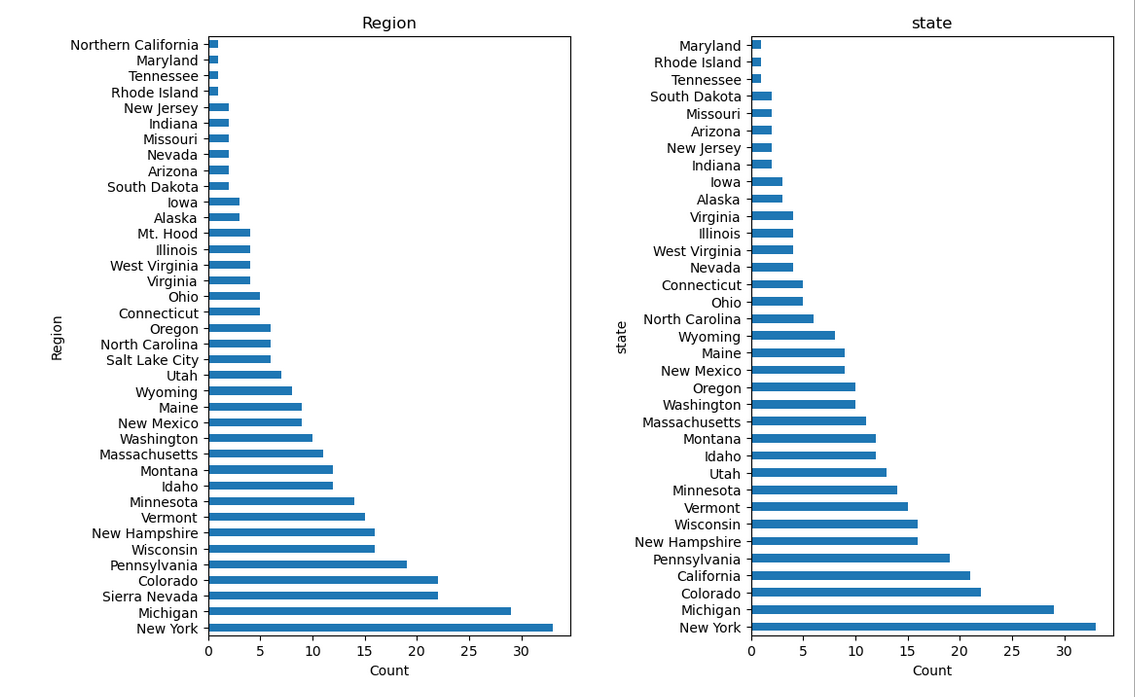 Region
Northern California
Maryland
Tennessee
Rhode Island
New Jersey
Indiana
Missouri
Nevada
Arizona
South Dakota
Iowa
Alaska
Mt. Hood
Illinois
West Virginia
Virginia
Ohio
Connecticut
Oregon
North Carolina
Salt Lake City
Utah
Wyoming
Maine
New Mexico
Washington
Massachusetts
Montana
Idaho
Minnesota
Vermont
New Hampshire
Wisconsin
Pennsylvania
Colorado
Sierra Nevada
Michigan
New York
Region
0 5 10 15 20 25 30
Count
state
Maryland
Rhode Island
Tennessee
South Dakota
Missouri
Arizona
New Jersey
Indiana
Iowa
Alaska
Virginia
Illinois
West Virginia
Nevada
Connecticut
Ohio
North Carolina
Wyoming
Maine
New Mexico
Oregon
Washington
Massachusetts
Montana
Idaho
Utah
Minnesota
Vermont
Wisconsin
New Hampshire
Pennsylvania
California
Colorado
Michigan
New York
state
0 5 10 15 20 25 30
Count